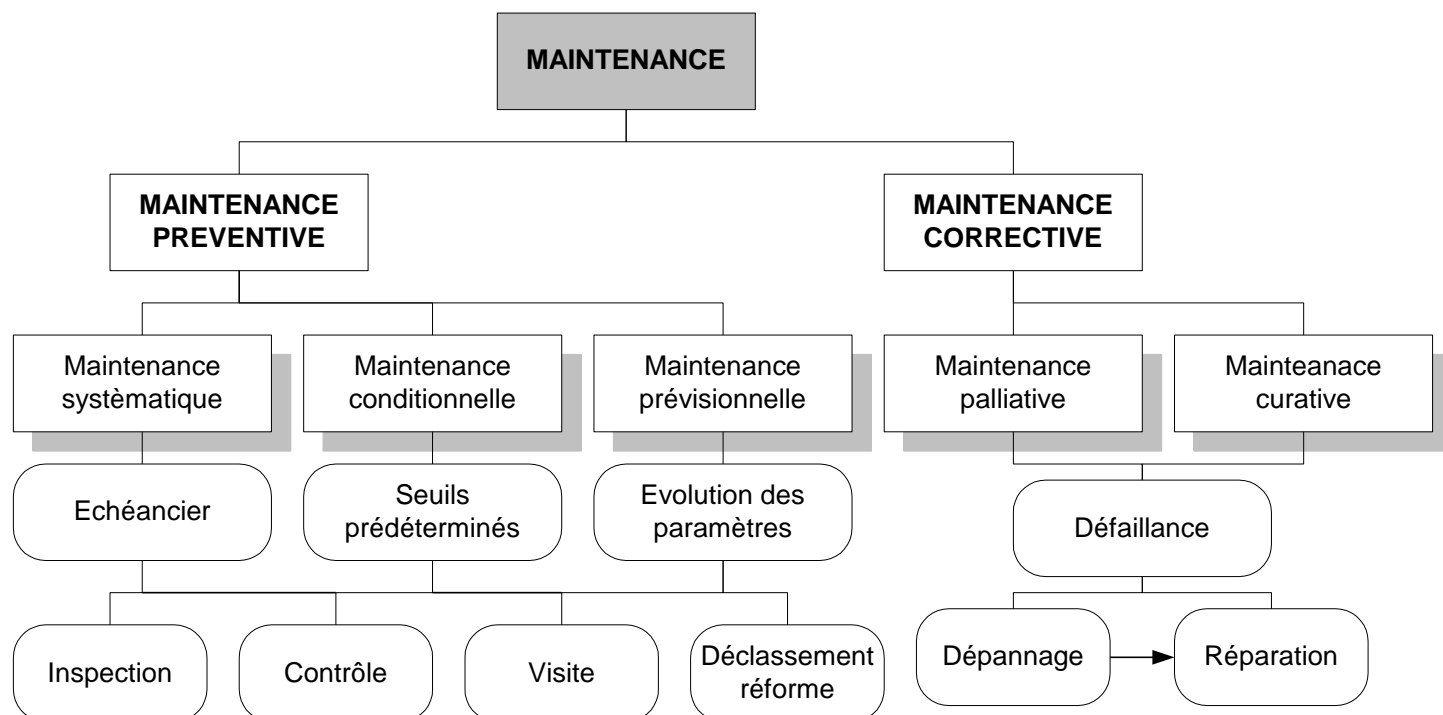 MAINTENANCE
MAINTENANCE
PREVENTIVE
MAINTENANCE
CORRECTIVE
Maintenance
systèmatique
Maintenance
conditionnelle
Maintenance
prévisionnelle
Maintenance
palliative
Mainteanace
curative
Echéancier
Seuils
prédéterminés
Evolution des
paramètres
Défaillance
Inspection
Contrôle
Visite
Déclassement
réforme
Dépannage
Réparation